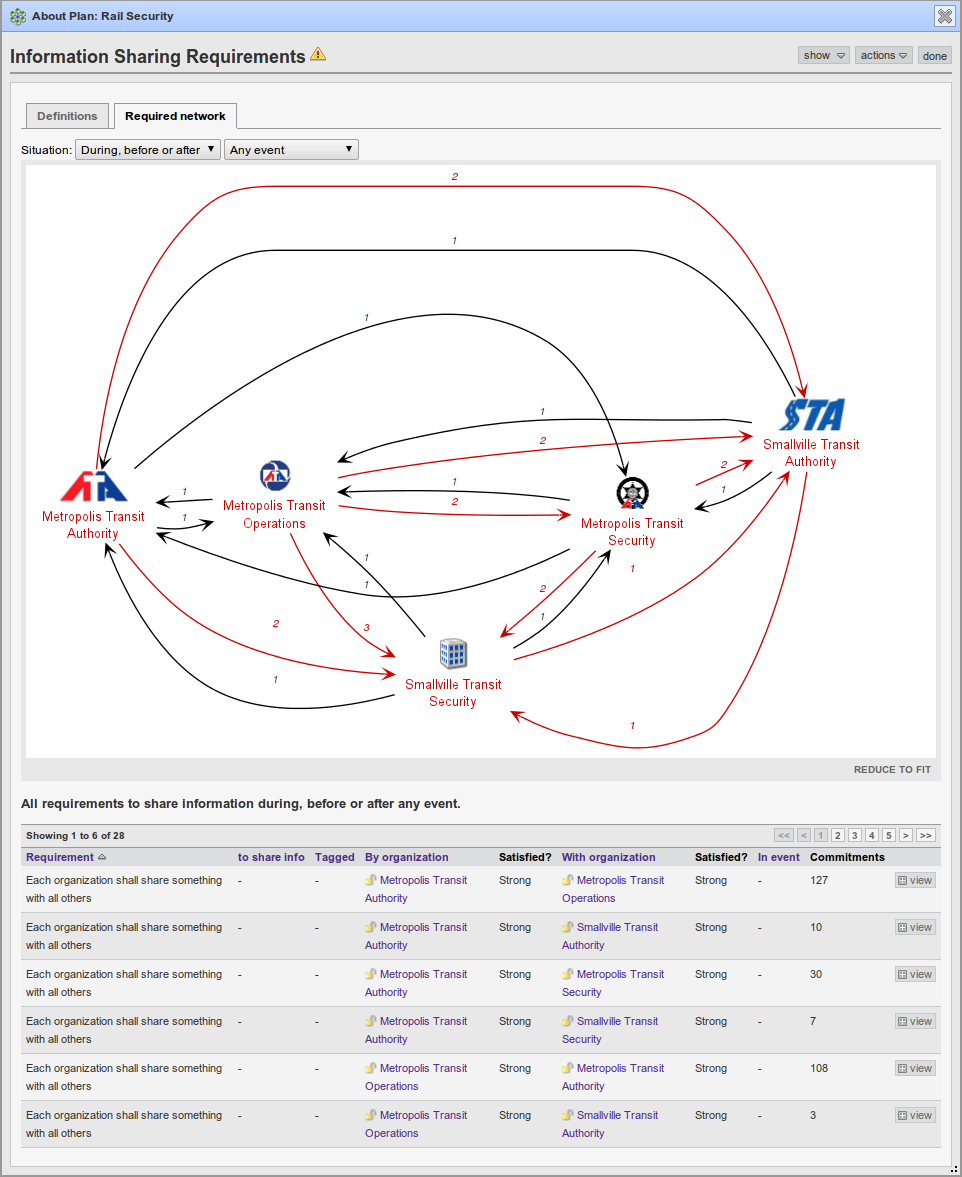 About Plan: Rail Security
Information Sharing Requirements
show
actions
done
Definitions
Required network
Situation:
During, before or after
Any event
2
1
1
STA
Smallville Transit
Authority
1
2
Metropolis Transit
Authority
1
1
Metropolis Transit
Operations
1
2
Metropolis Transit
Security
2
1
1
1
2
1
1
2
3
1
Smallville Transit
Security
1
REDUCE TO FIT
All requirements to share information during, before or after any event.
Showing 1 to 6 of 28
<< < 1 2 3 4 5 > >>
Requirement to share info Tagged By organization Satisfied? With organization Satisfied? In event Commitments
Each organization shall share something - - Metropolis Transit Strong Metropolis Transit Strong - 127 view
with all others Authority Operations
Each organization shall share something - - Metropolis Transit Strong Smallville Transit Strong - 10 view
with all others Authority Authority
Each organization shall share something - - Metropolis Transit Strong Metropolis Transit Strong - 30 view
with all others Authority Security
Each organization shall share something - - Metropolis Transit Strong Smallville Transit Strong - 7 view
with all others Authority Security
Each organization shall share something - - Metropolis Transit Strong Metropolis Transit Strong - 108 view
with all others Operations Authority
Each organization shall share something - - Metropolis Transit Strong Smallville Transit Strong - 3 view
with all others Operations Authority